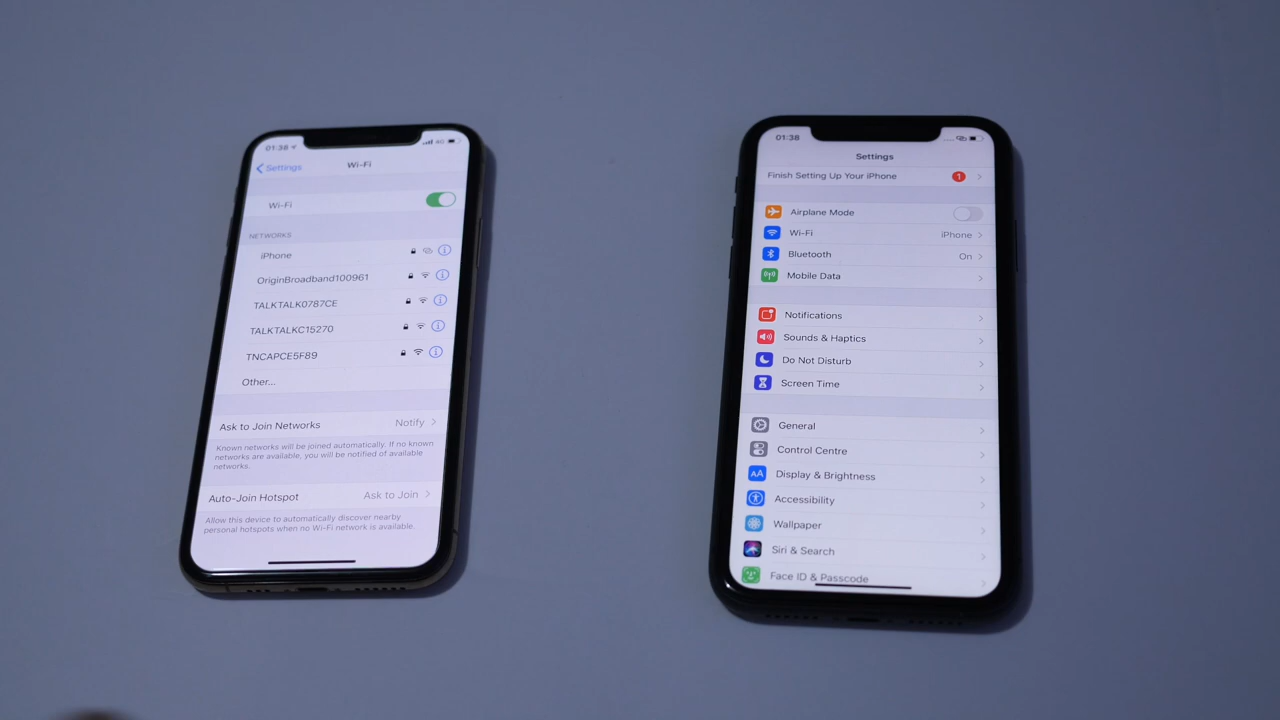 01:38
4G
Settings
Wi-Fi
Wi-Fi
NETWORKS
iPhone
OriginBroadband100961
TALKTALK0787CE
TALKTALKC15270
TNCAPCE5F89
Other...
Ask to Join Networks Notify
Known networks will be joined automatically. If no known
networks are available, you will be notified of available
networks.
Auto-Join Hotspot Ask to Join
Allow this device to automatically discover nearby
personal hotspots when no Wi-Fi network is available.
01:38
Settings
Finish Setting Up Your iPhone 1
Airplane Mode
Wi-Fi iPhone
Bluetooth On
Mobile Data
Notifications
Sounds & Haptics
Do Not Disturb
Screen Time
General
Control Centre
AA Display & Brightness
Accessibility
Wallpaper
Siri & Search
Face ID & Passcode